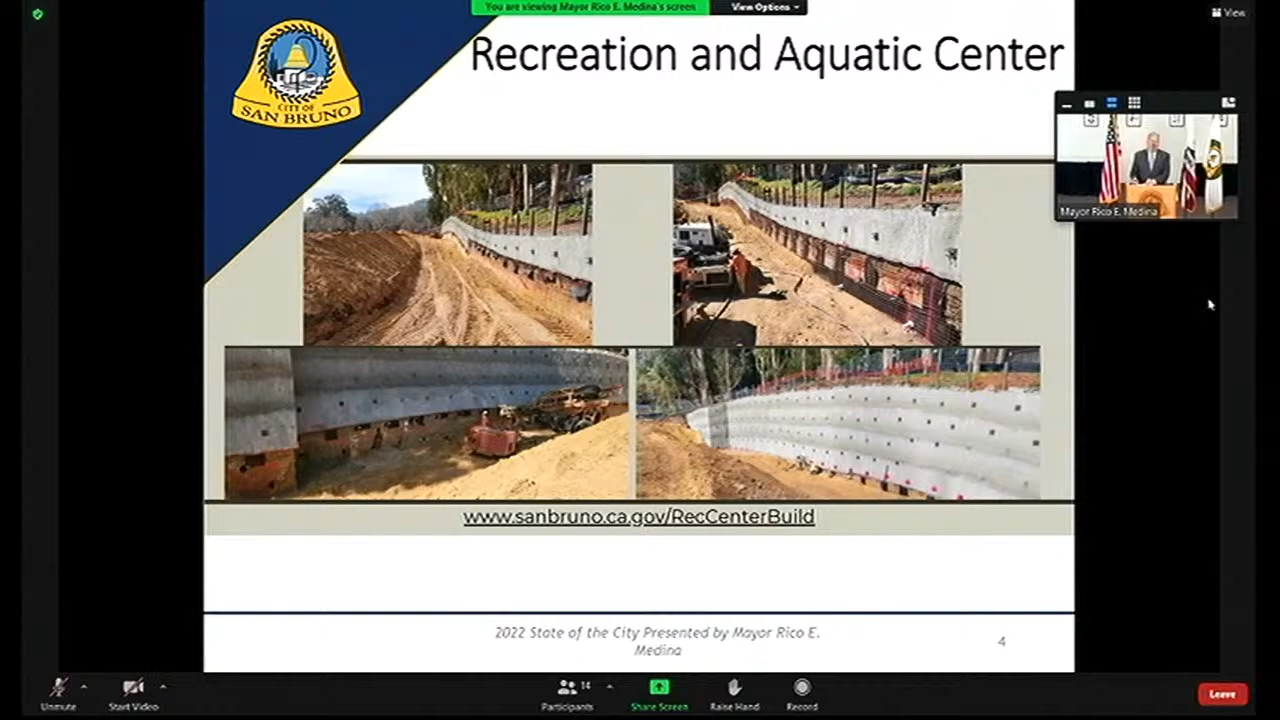 You are viewing Mayor Rico E. Medina's screen
View Options
View
Recreation and Aquatic Center
CITY OF
SAN BRUNO
Mayor Rico E. Medina
www.sanbruno.ca.gov/RecCenterBuild
2022 State of the City Presented by Mayor Rico E.
Medina
4
Unmute
Start Video
14
Participants
Share Screen
Raise Hand
Record
Leave